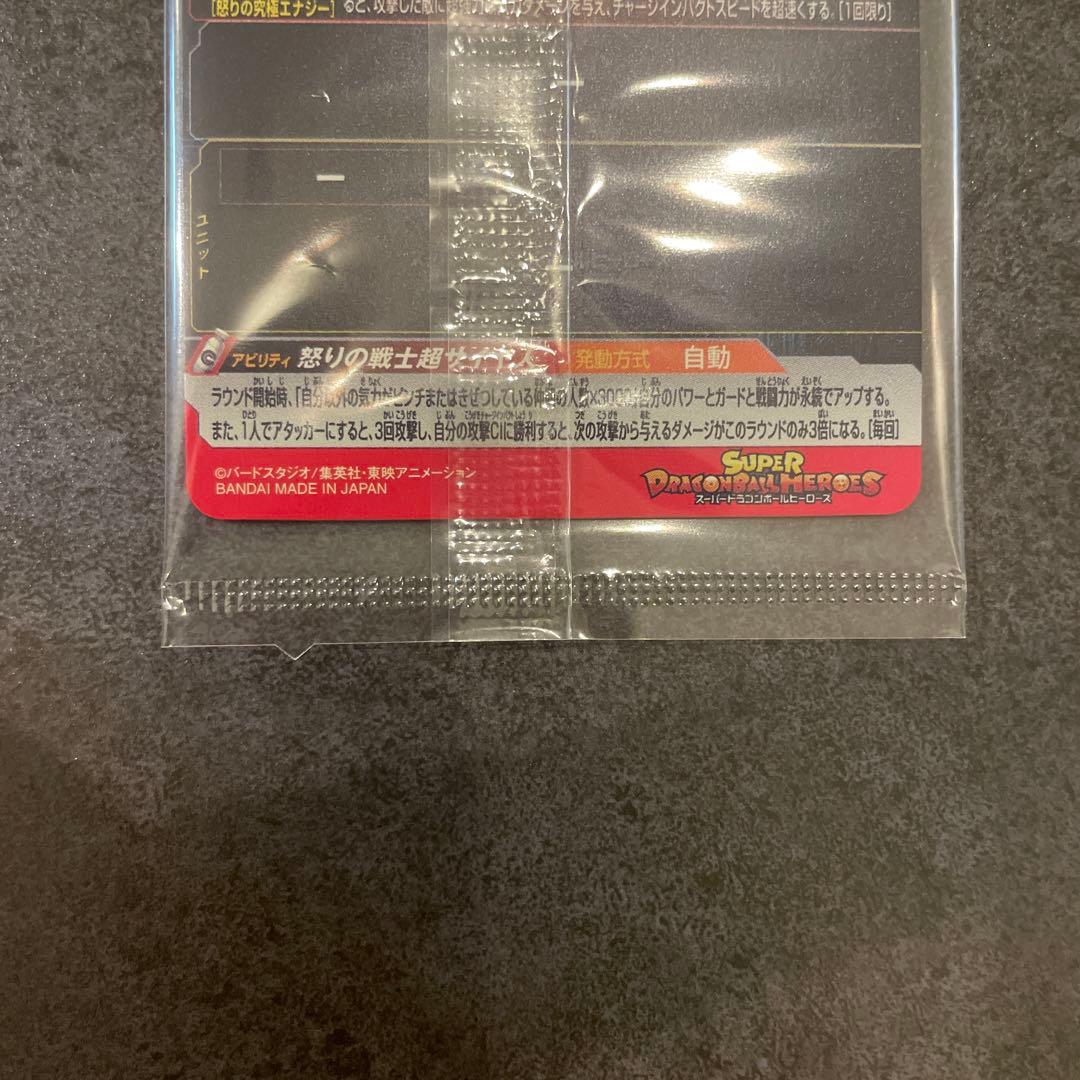 [怒りの究極エナジー] ると、攻撃した敵に超強力な ダメージを与え、チャージインパクトスピードを超速くする。[1回限り]
ー
ユニット
アビリティ 怒りの戦士超サ 発動方式 自動
ラウンド開始時、「自分以外の気力がピンチまたはきぜつしている仲間の人数×3000」自分のパワーとガードと戦闘力が永続でアップする。
また、1人でアタッカーにすると、3回攻撃し、自分の攻撃CIに勝利すると、次の攻撃から与えるダメージがこのラウンドのみ3倍になる。[毎回]
©バードスタジオ/集英社・東映アニメーション
BANDAI MADE IN JAPAN
SUPER
DRAGONBALL HEROES
スーパードラゴンボールヒーローズ